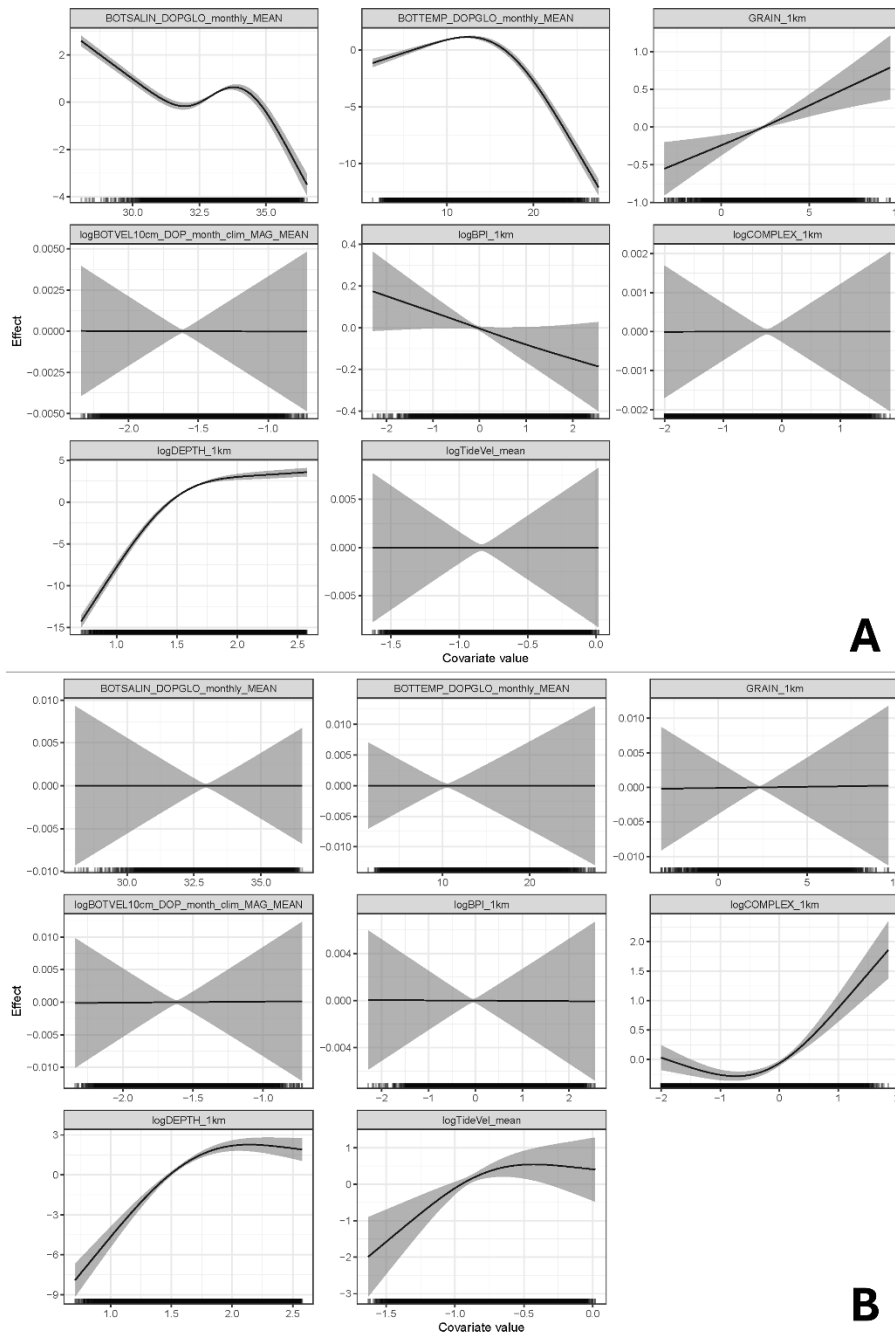 BOTSALIN_DOPGLO_monthly_MEAN BOTTEMP_DOPGLO_monthly_MEAN GRAIN_1km
2 0 −2 −4
0 −5 −10
1.0 0.5 0.0 −0.5 −1.0
30.0 32.5 35.0 10 20 0 5 10
logBOTVEL10cm_DOP_month_clim_MAG_MEAN logBPI_1km logCOMPLEX_1km
0.0050 0.0025 0.0000 −0.0025 −0.0050
0.4 0.2 0.0 −0.2 −0.4
0.002 0.001 0.000 −0.001 −0.002
−2.0 −1.5 −1.0 −2 −1 0 1 2 −2 −1 0 1
Effect
logDEPTH_1km logTideVel_mean
5 0 −5 −10 −15
0.005 0.000 −0.005
1.0 1.5 2.0 2.5 −1.5 −1.0 −0.5 0.0
Covariate value
A
BOTSALIN_DOPGLO_monthly_MEAN BOTTEMP_DOPGLO_monthly_MEAN GRAIN_1km
0.010 0.005 0.000 −0.005 −0.010
0.010 0.005 0.000 −0.005 −0.010
0.010 0.005 0.000 −0.005 −0.010
30.0 32.5 35.0 10 20 0 5
logBOTVEL10cm_DOP_month_clim_MAG_MEAN logBPI_1km logCOMPLEX_1km
0.010 0.005 0.000 −0.005 −0.010
0.004 0.000 −0.004
2.0 1.5 1.0 0.5 0.0
−2.0 −1.5 −1.0 −2 −1 0 1 2 −2 −1 0 1
Effect
logDEPTH_1km logTideVel_mean
3 0 −3 −6 −9
1 0 −1 −2 −3
1.0 1.5 2.0 2.5 −1.5 −1.0 −0.5 0.0
Covariate value
B